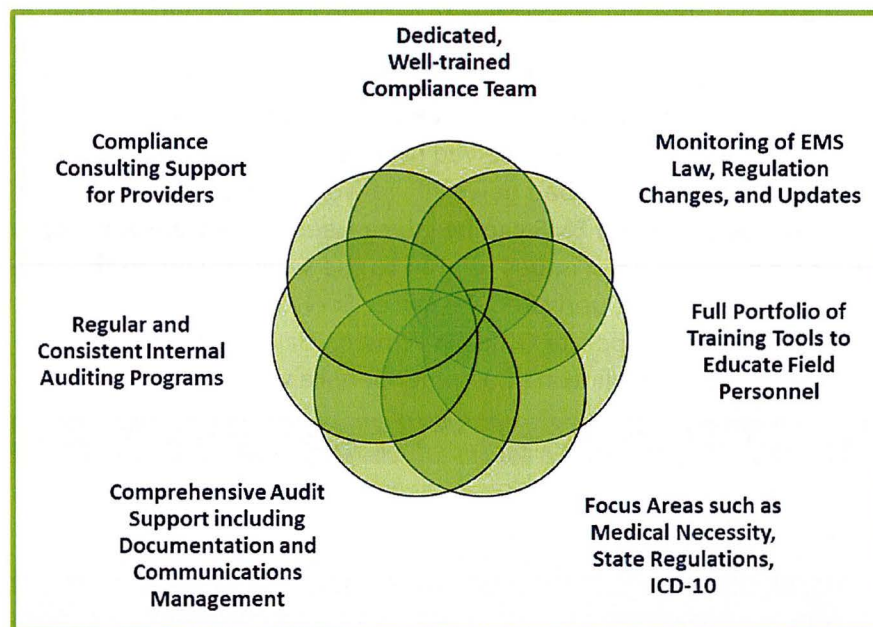 Dedicated,
Well-trained
Compliance Team
Compliance
Consulting Support
for Providers
Monitoring of EMS
Law, Regulation
Changes, and Updates
Regular and
Consistent Internal
Auditing Programs
Full Portfolio of
Training Tools to
Educate Field
Personnel
Comprehensive Audit
Support including
Documentation and
Communications
Management
Focus Areas such as
Medical Necessity,
State Regulations,
ICD-10